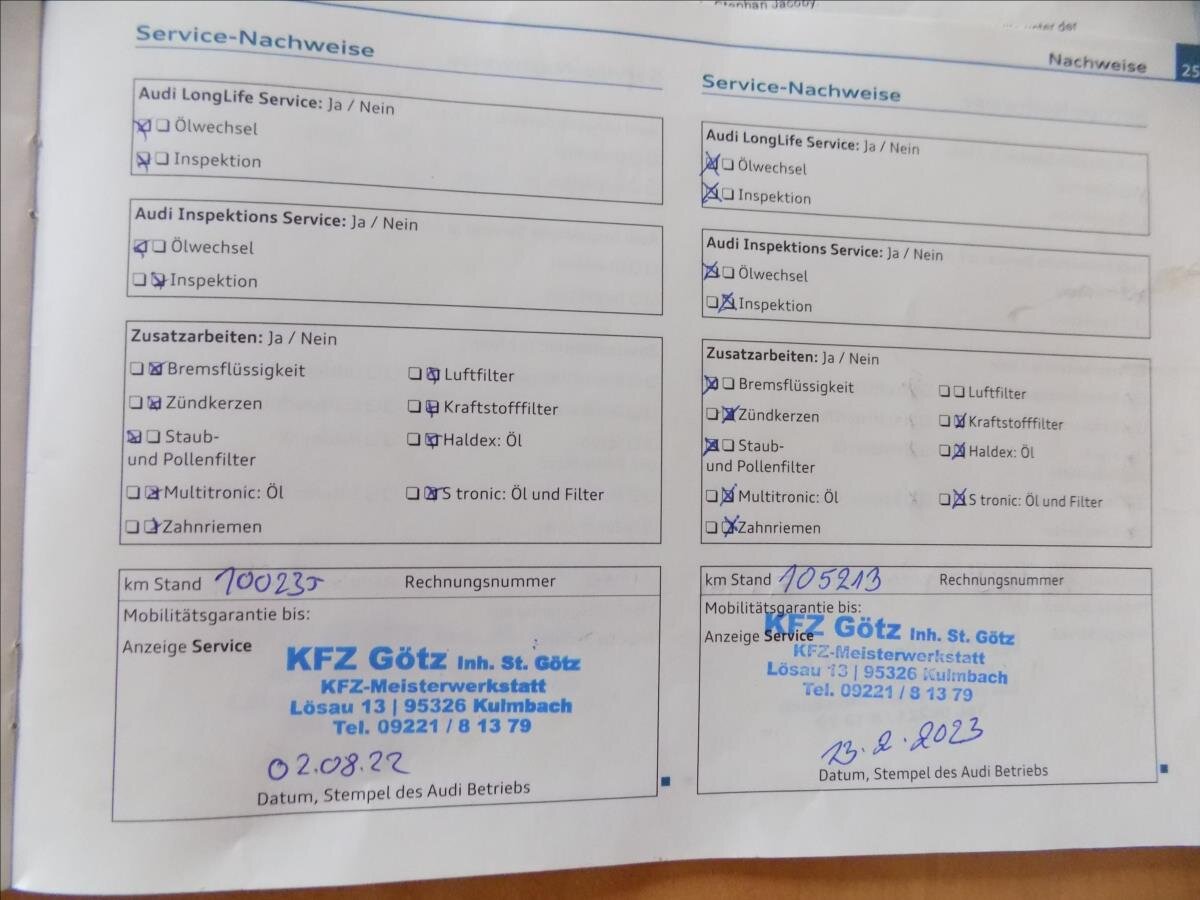 Stephan Jacoby
der
Nachweise 25
Service-Nachweise
Audi LongLife Service: Ja / Nein
Ölwechsel
Inspektion
Audi Inspektions Service: Ja / Nein
Ölwechsel
Inspektion
Zusatzarbeiten: Ja / Nein
Bremsflüssigkeit Luftfilter
Zündkerzen Kraftstofffilter
Staub- Haldex: Öl
und Pollenfilter
Multitronic: Öl S tronic: Öl und Filter
Zahnriemen
km Stand 100235 Rechnungsnummer
Mobilitätsgarantie bis:
Anzeige Service
KFZ Götz Inh. St. Götz
KFZ-Meisterwerkstatt
Lösau 13 | 95326 Kulmbach
Tel. 09221 / 8 13 79
02.08.22
Datum, Stempel des Audi Betriebs
Service-Nachweise
Audi LongLife Service: Ja / Nein
Ölwechsel
Inspektion
Audi Inspektions Service: Ja / Nein
Ölwechsel
Inspektion
Zusatzarbeiten: Ja / Nein
Bremsflüssigkeit Luftfilter
Zündkerzen Kraftstofffilter
Staub- Haldex: Öl
und Pollenfilter
Multitronic: Öl S tronic: Öl und Filter
Zahnriemen
km Stand 105213 Rechnungsnummer
Mobilitätsgarantie bis:
Anzeige Service
KFZ Götz Inh. St. Götz
KFZ-Meisterwerkstatt
Lösau 13 | 95326 Kulmbach
Tel. 09221 / 8 13 79
13.2.2023
Datum, Stempel des Audi Betriebs